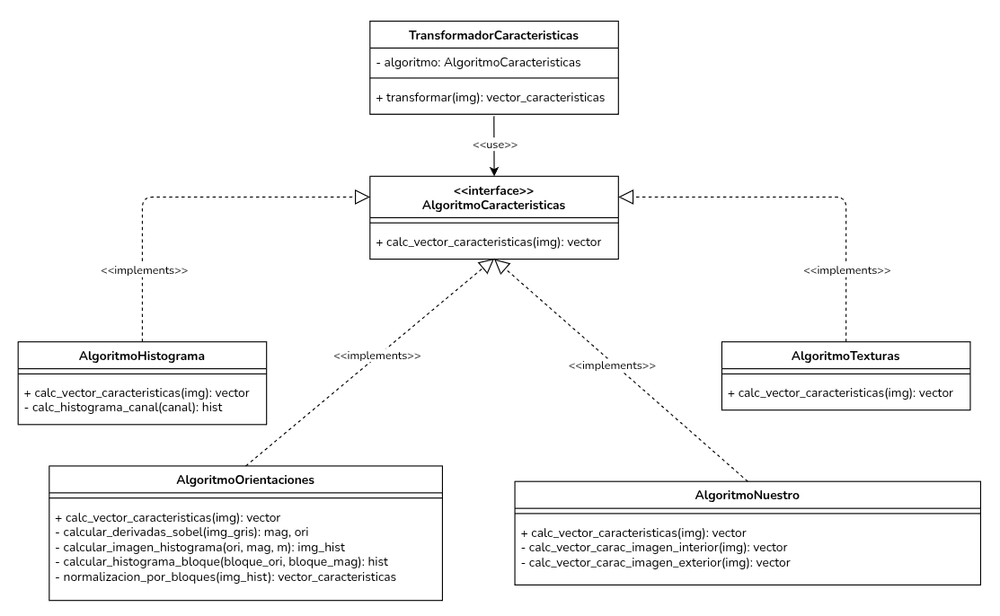 TransformadorCaracteristicas
- algoritmo: AlgoritmoCaracteristicas
+ transformar(img): vector_caracteristicas
<<use>>
<<interface>>
AlgoritmoCaracteristicas
+ calc_vector_caracteristicas(img): vector
<<implements>>
<<implements>>
<<implements>>
<<implements>>
AlgoritmoHistograma
+ calc_vector_caracteristicas(img): vector
- calc_histograma_canal(canal): hist
AlgoritmoTexturas
+ calc_vector_caracteristicas(img): vector
AlgoritmoOrientaciones
+ calc_vector_caracteristicas(img): vector
- calcular_derivadas_sobel(img_gris): mag, ori
- calcular_imagen_histograma(ori, mag, m): img_hist
- calcular_histograma_bloque(bloque_ori, bloque_mag): hist
- normalizacion_por_bloques(img_hist): vector_caracteristicas
AlgoritmoNuestro
+ calc_vector_caracteristicas(img): vector
- calc_vector_carac_imagen_interior(img): vector
- calc_vector_carac_imagen_exterior(img): vector